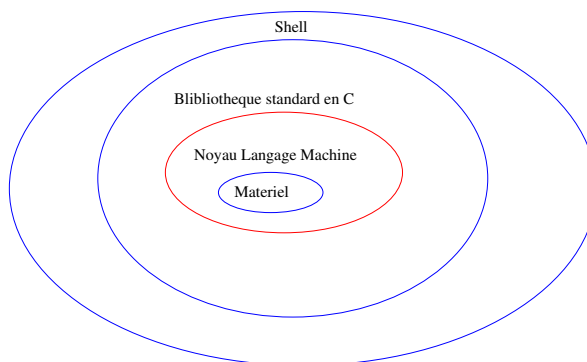 Shell
Blibliotheque standard en C
Noyau Langage Machine
Materiel